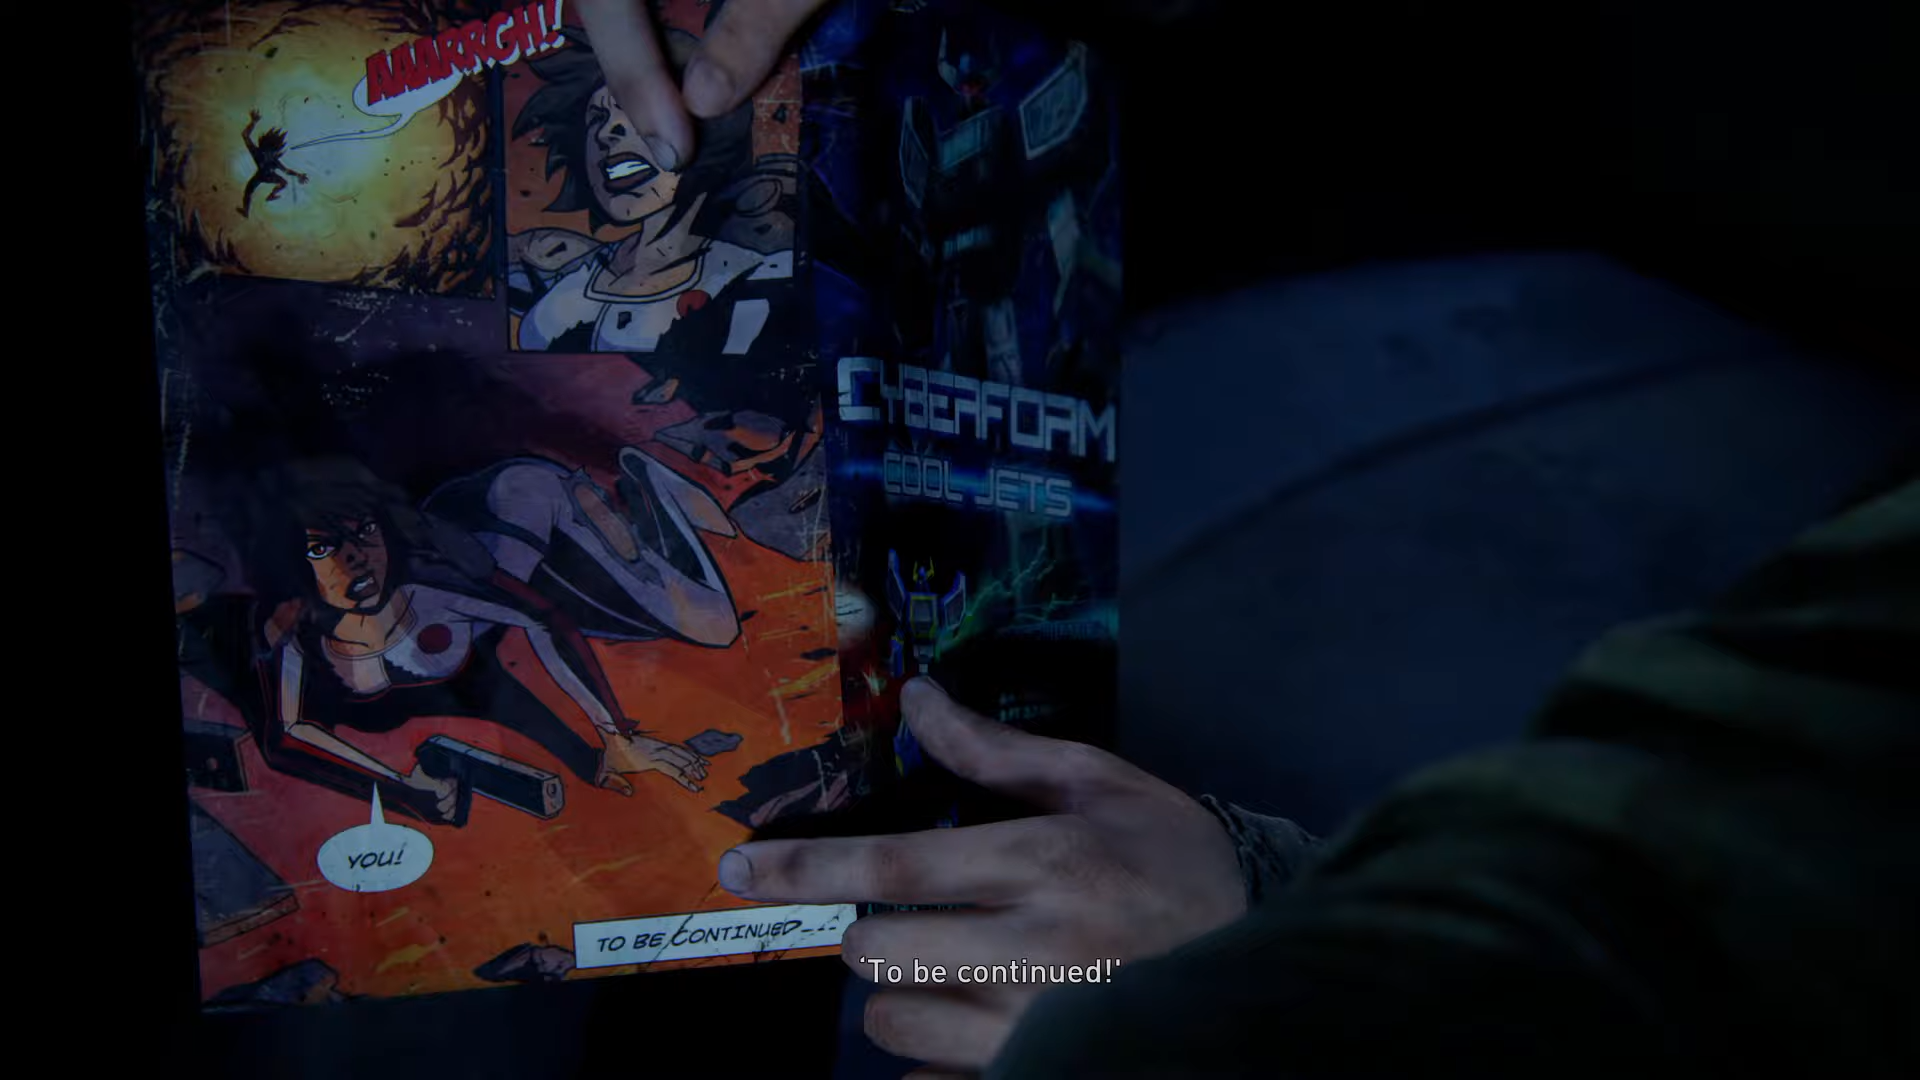 AAARRGH!
CYBERFORM
COOL JETS
YOU!
TO BE CONTINUED---
'To be continued!'